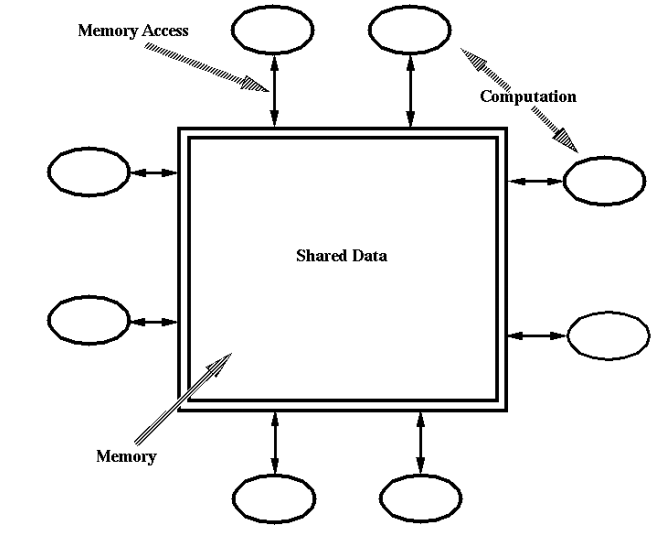 Memory Access
Computation
Shared Data
Memory